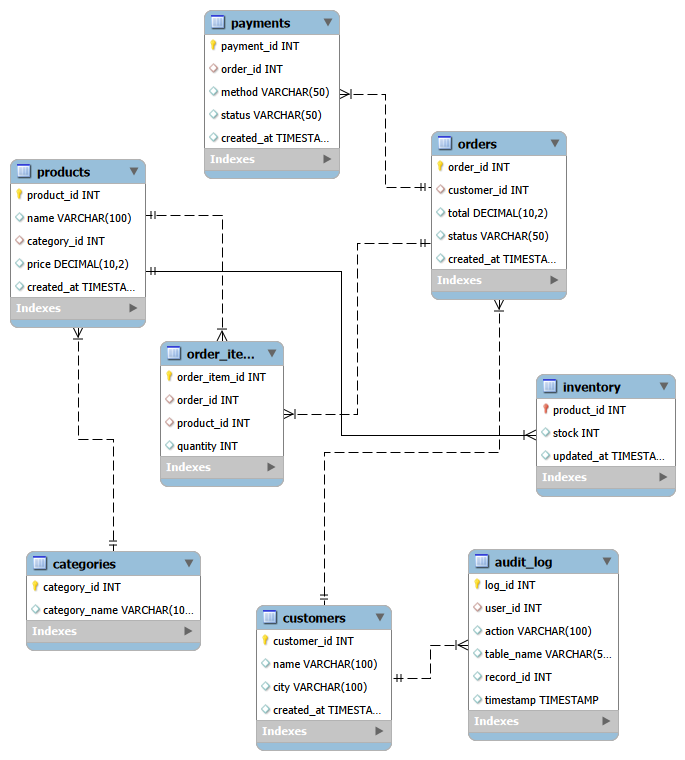 payments
payment_id INT
order_id INT
method VARCHAR(50)
status VARCHAR(50)
created_at TIMESTA...
Indexes
orders
order_id INT
customer_id INT
total DECIMAL(10,2)
status VARCHAR(50)
created_at TIMESTA...
Indexes
products
product_id INT
name VARCHAR(100)
category_id INT
price DECIMAL(10,2)
created_at TIMESTA...
Indexes
order_ite...
order_item_id INT
order_id INT
product_id INT
quantity INT
Indexes
inventory
product_id INT
stock INT
updated_at TIMESTA...
Indexes
categories
category_id INT
category_name VARCHAR(10...
Indexes
customers
customer_id INT
name VARCHAR(100)
city VARCHAR(100)
created_at TIMESTA...
Indexes
audit_log
log_id INT
user_id INT
action VARCHAR(100)
table_name VARCHAR(5...
record_id INT
timestamp TIMESTAMP
Indexes